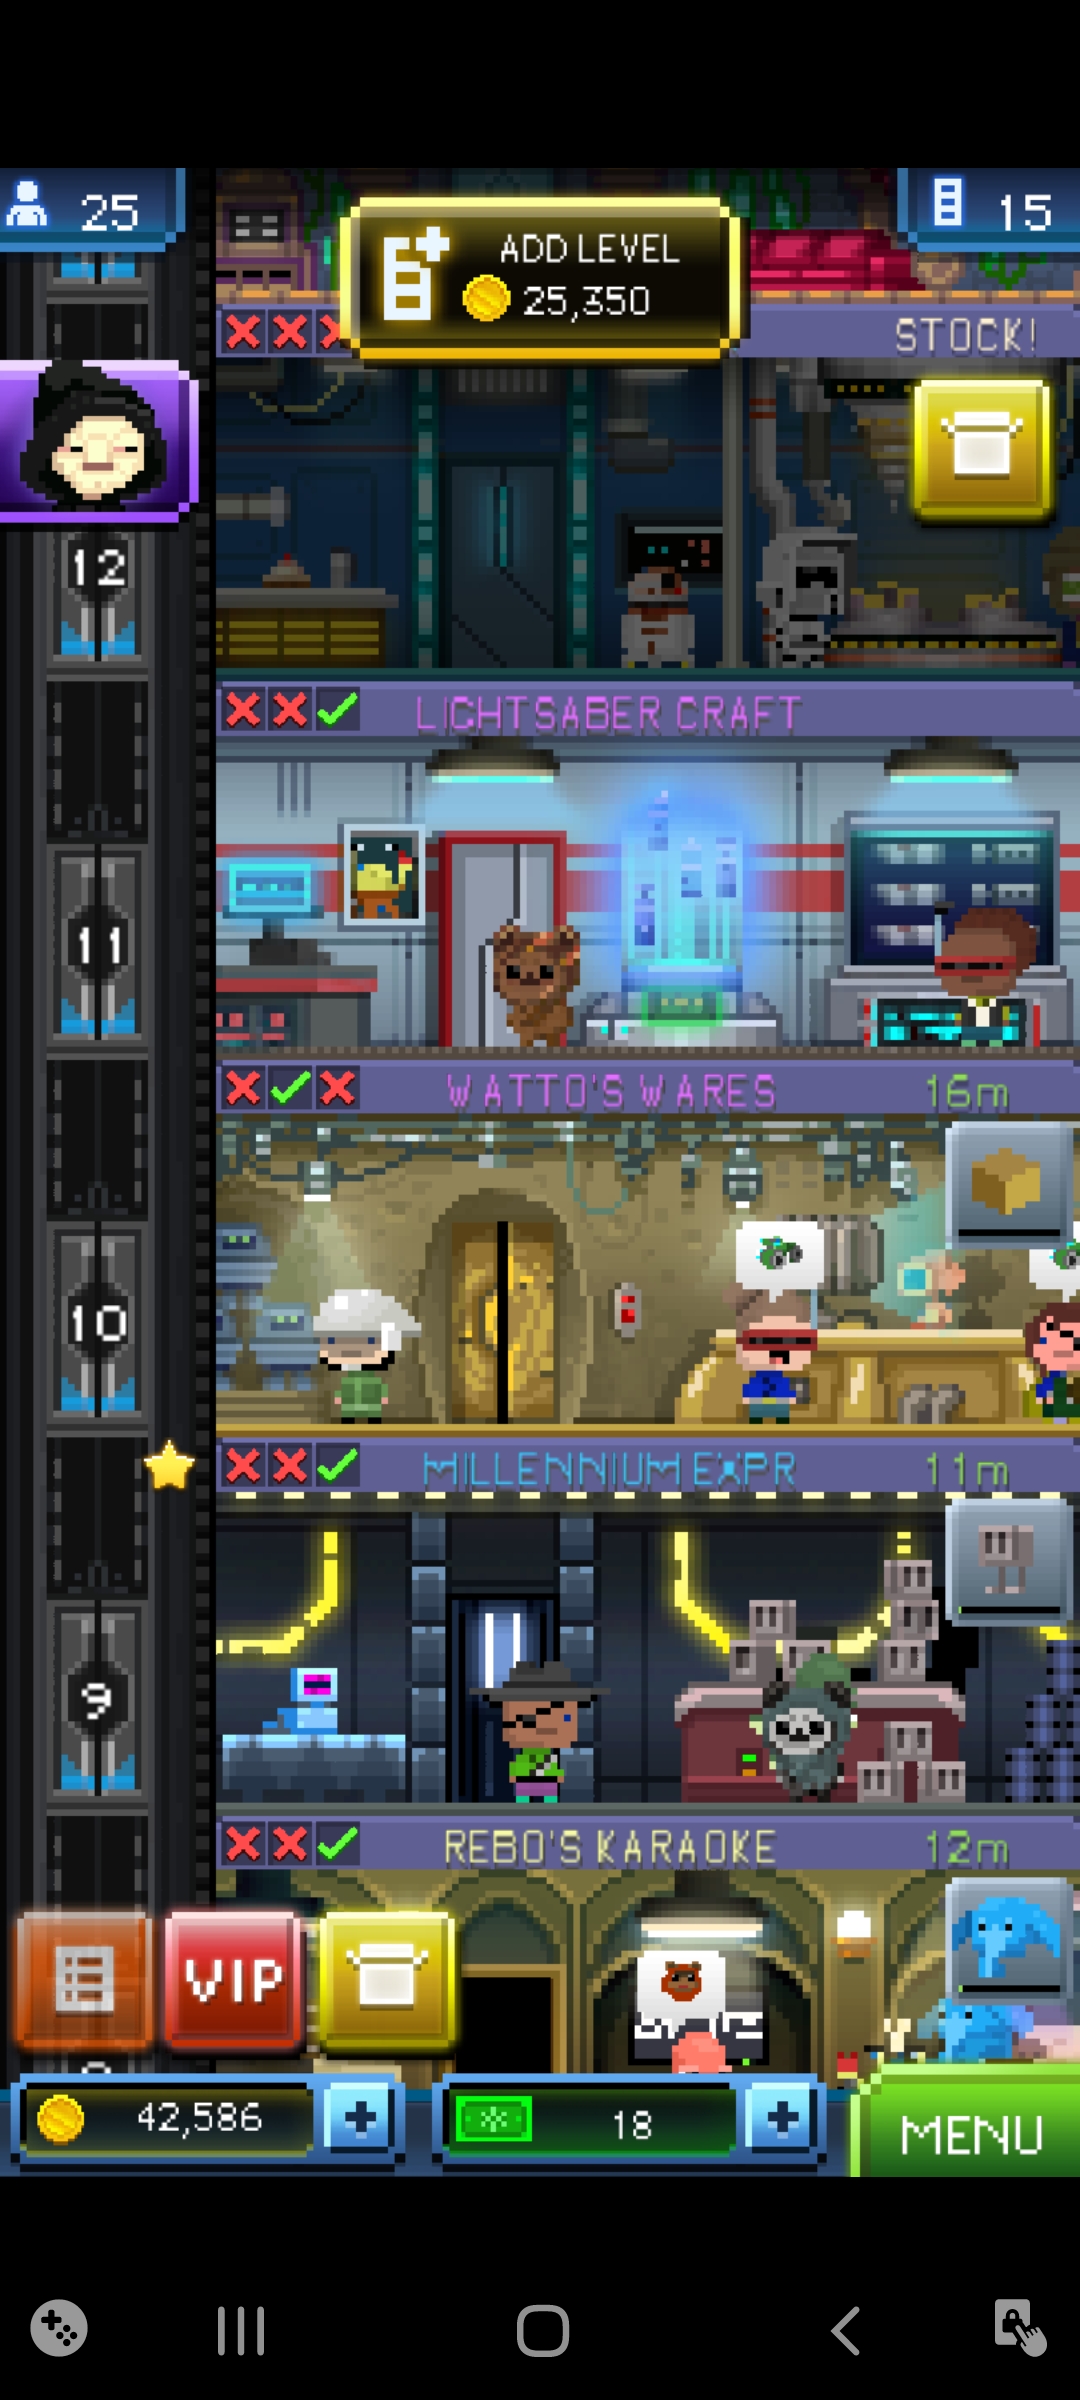 25
15
ADD LEVEL
25,350
STOCK!
12
LIGHTSABER CRAFT
11
WATTO'S WARES 16m
10
MILLENNIUM EXPR 11m
9
REBO'S KARAOKE 12m
VIP
42,586
18
MENU